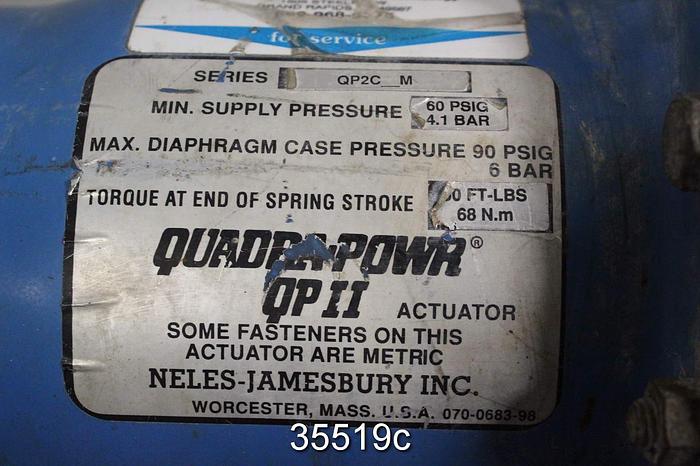 GRAND RAPIDS
for service
SERIES QP2C__M
MIN. SUPPLY PRESSURE 60 PSIG
4.1 BAR
MAX. DIAPHRAGM CASE PRESSURE 90 PSIG
6 BAR
TORQUE AT END OF SPRING STROKE 0 FT-LBS
68 N.m
QUADRA-POWR®
QP II ACTUATOR
SOME FASTENERS ON THIS
ACTUATOR ARE METRIC
NELES-JAMESBURY INC.
WORCESTER, MASS. U.S.A. 070-0683-98
35519c